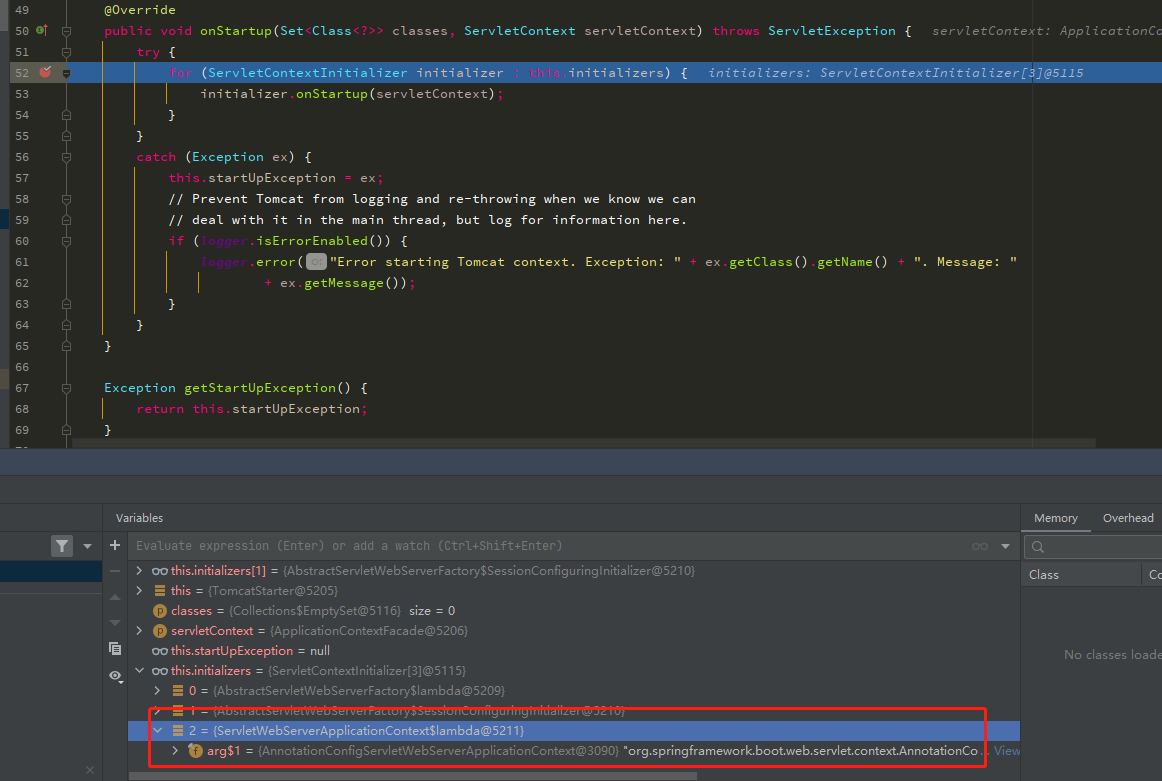 49 @Override
50 public void onStartup(Set<Class<?>> classes, ServletContext servletContext) throws ServletException { servletContext: ApplicationCo
51 try {
52 for (ServletContextInitializer initializer : this.initializers) { initializers: ServletContextInitializer[3]@5115
53 initializer.onStartup(servletContext);
54 }
55 }
56 catch (Exception ex) {
57 this.startUpException = ex;
58 // Prevent Tomcat from logging and re-throwing when we know we can
59 // deal with it in the main thread, but log for information here.
60 if (logger.isErrorEnabled()) {
61 logger.error( o: "Error starting Tomcat context. Exception: " + ex.getClass().getName() + ". Message: "
62 + ex.getMessage());
63 }
64 }
65 }
66
67 Exception getStartUpException() {
68 return this.startUpException;
69 }
Variables
Memory Overhead
Evaluate expression (Enter) or add a watch (Ctrl+Shift+Enter)
Class Co
this.initializers[1] = {AbstractServletWebServerFactory$SessionConfiguringInitializer@5210}
this = {TomcatStarter@5205}
classes = {Collections$EmptySet@5116} size = 0
servletContext = {ApplicationContextFacade@5206}
this.startUpException = null
No classes loade
this.initializers = {ServletContextInitializer[3]@5115}
0 = {AbstractServletWebServerFactory$lambda@5209}
1 = {AbstractServletWebServerFactory$SessionConfiguringInitializer@5210}
2 = {ServletWebServerApplicationContext$lambda@5211}
arg$1 = {AnnotationConfigServletWebServerApplicationContext@3090} "org.springframework.boot.web.servlet.context.AnnotationCo... View